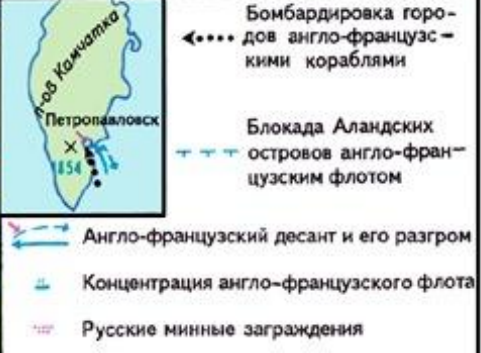 п-ов Камчатка
Петропавловск
1854
Бомбардировка горо-
дов англо-французс-
кими кораблями
Блокада Аландских
островов англо-фран-
цузским флотом
Англо-французский десант и его разгром
Концентрация англо-французского флота
Русские минные заграждения